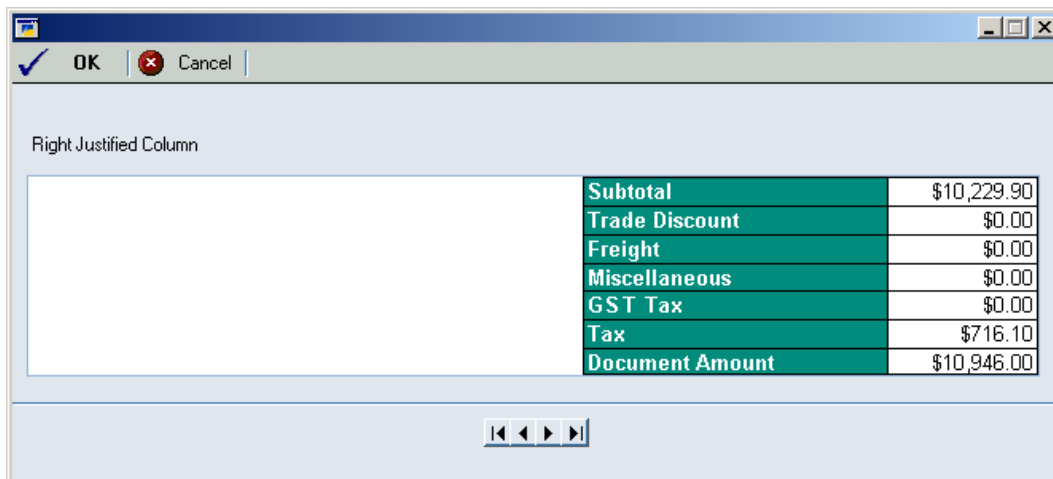 OK Cancel
Right Justified Column
Subtotal $10,229.90
Trade Discount $0.00
Freight $0.00
Miscellaneous $0.00
GST Tax $0.00
Tax $716.10
Document Amount $10,946.00